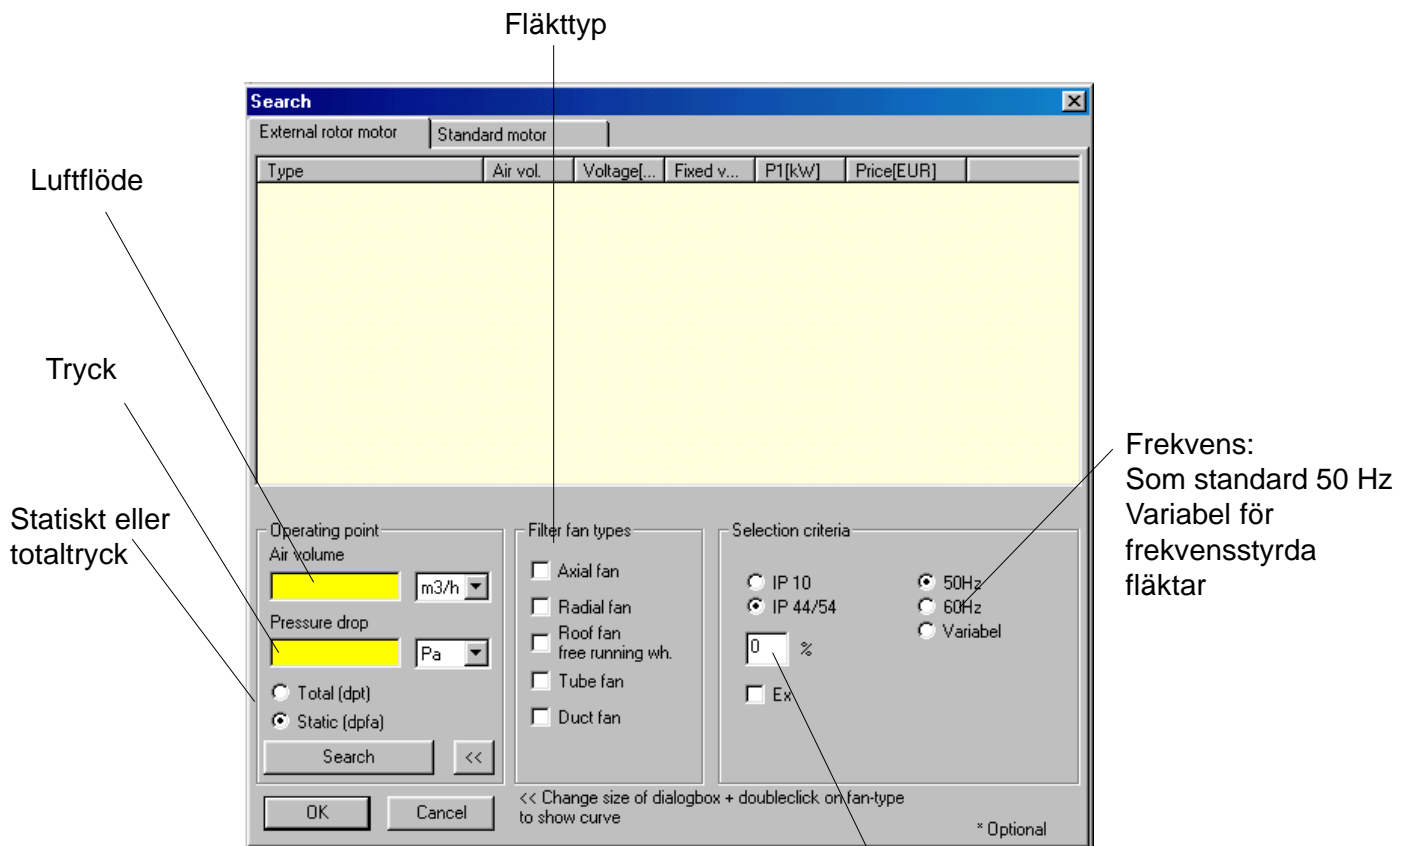 Fläkttyp
Search
External rotor motor
Standard motor
Type
Air vol.
Voltage[...
Fixed v...
P1[kW]
Price[EUR]
Luftflöde
Tryck
Statiskt eller
totaltryck
Frekvens:
Som standard 50 Hz
Variabel för
frekvensstyrda
fläktar
Operating point
Air volume
m3/h
Pressure drop
Pa
Total (dpt)
Static (dpfa)
Search
<<
Filter fan types
Axial fan
Radial fan
Roof fan
free running wh.
Tube fan
Duct fan
Selection criteria
IP 10
IP 44/54
0 %
Ex
50Hz
60Hz
Variabel
OK
Cancel
<< Change size of dialogbox + doubleclick on fan-type
to show curve
* Optional